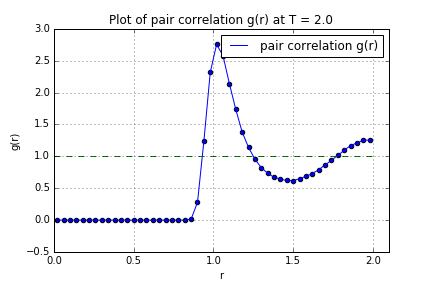 Plot of pair correlation g(r) at T = 2.0
pair correlation g(r)
g(r)
3.0
2.5
2.0
1.5
1.0
0.5
0.0
−0.5
0.0 0.5 1.0 1.5 2.0
r